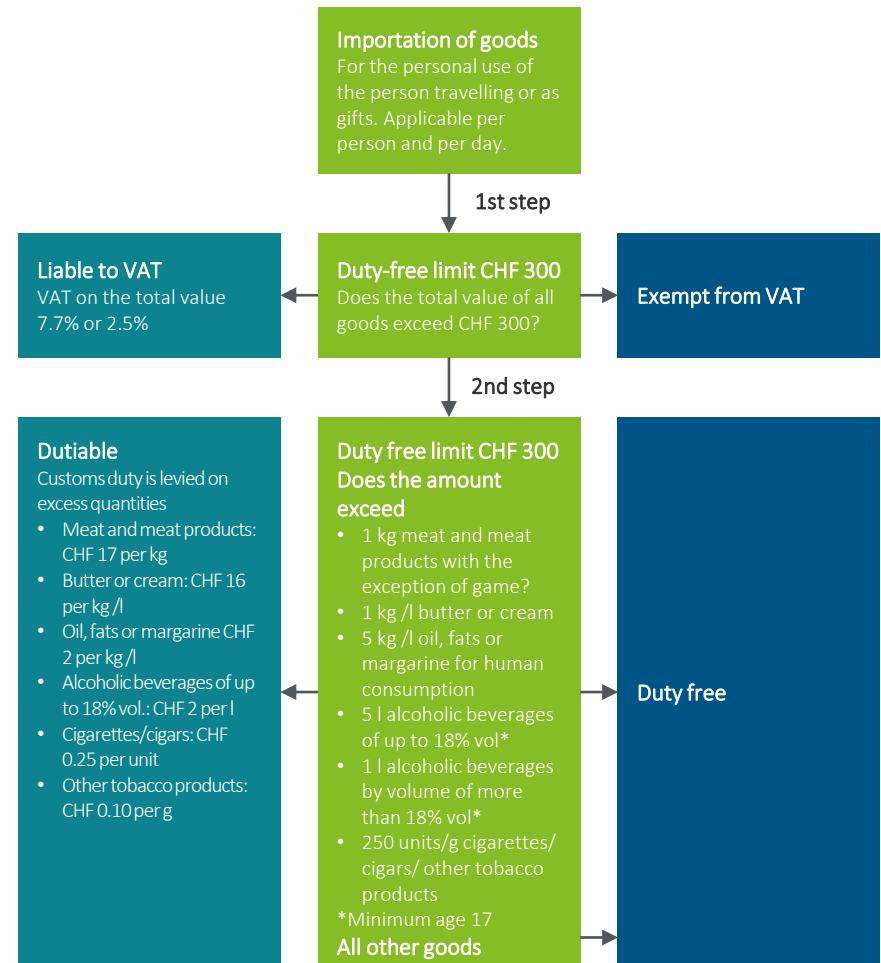 Importation of goods
For the personal use of
the person travelling or as
gifts. Applicable per
person and per day.
1st step
Liable to VAT
VAT on the total value
7.7% or 2.5%
Duty-free limit CHF 300
Does the total value of all
goods exceed CHF 300?
Exempt from VAT
2nd step
Dutiable
Customs duty is levied on
excess quantities
• Meat and meat products:
CHF 17 per kg
• Butter or cream: CHF 16
per kg /l
• Oil, fats or margarine CHF
2 per kg /l
• Alcoholic beverages of up
to 18% vol.: CHF 2 per l
• Cigarettes/cigars: CHF
0.25 per unit
• Other tobacco products:
CHF 0.10 per g
Duty free limit CHF 300
Does the amount
exceed
• 1 kg meat and meat
products with the
exception of game?
• 1 kg /l butter or cream
• 5 kg /l oil, fats or
margarine for human
consumption
• 5 l alcoholic beverages
of up to 18% vol*
• 1 l alcoholic beverages
by volume of more
than 18% vol*
• 250 units/g cigarettes/
cigars/ other tobacco
products
*Minimum age 17
All other goods
Duty free